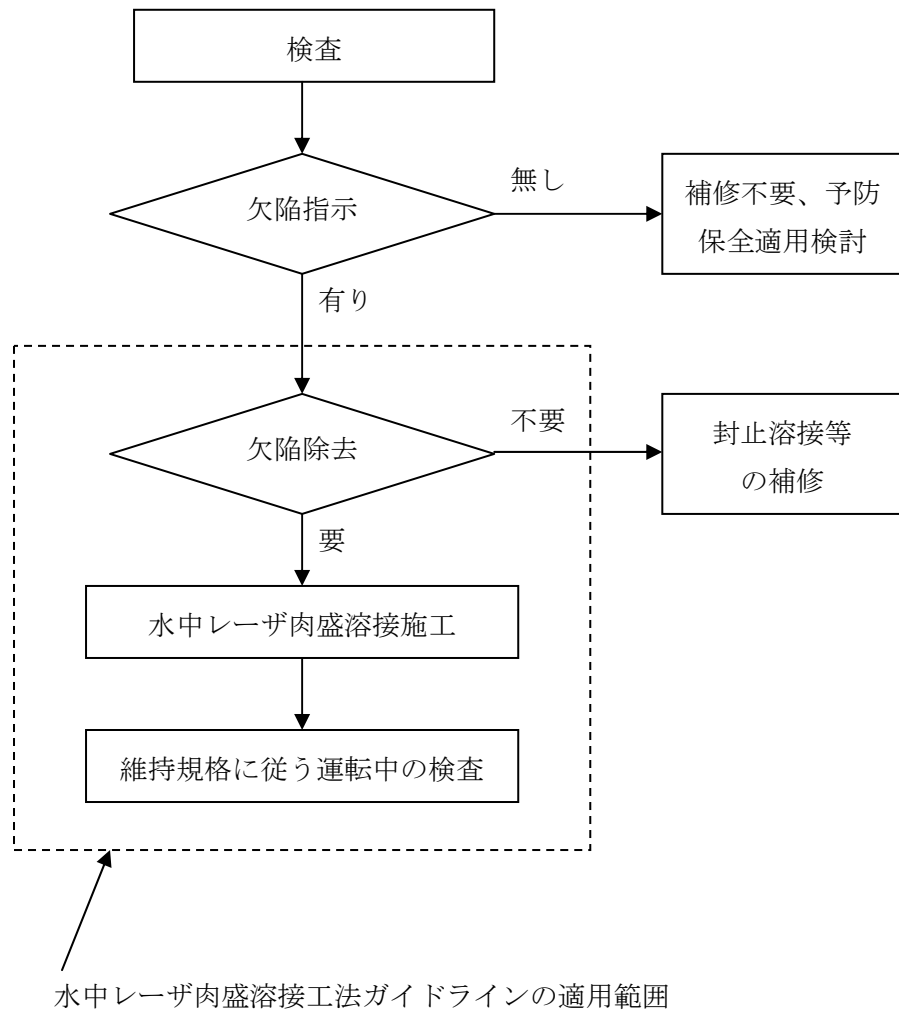 検査
欠陥指示
無し
補修不要、予防
保全適用検討
有り
欠陥除去
不要
封止溶接等
の補修
要
水中レーザ肉盛溶接施工
維持規格に従う運転中の検査
水中レーザ肉盛溶接工法ガイドラインの適用範囲